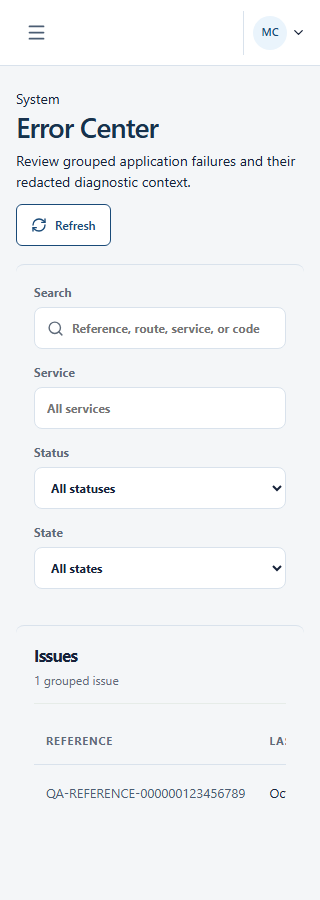 MC
System
Error Center
Review grouped application failures and their
redacted diagnostic context.
Refresh
Search
Reference, route, service, or code
Service
All services
Status
All statuses
State
All states
Issues
1 grouped issue
REFERENCE
QA-REFERENCE-000000123456789 Oc